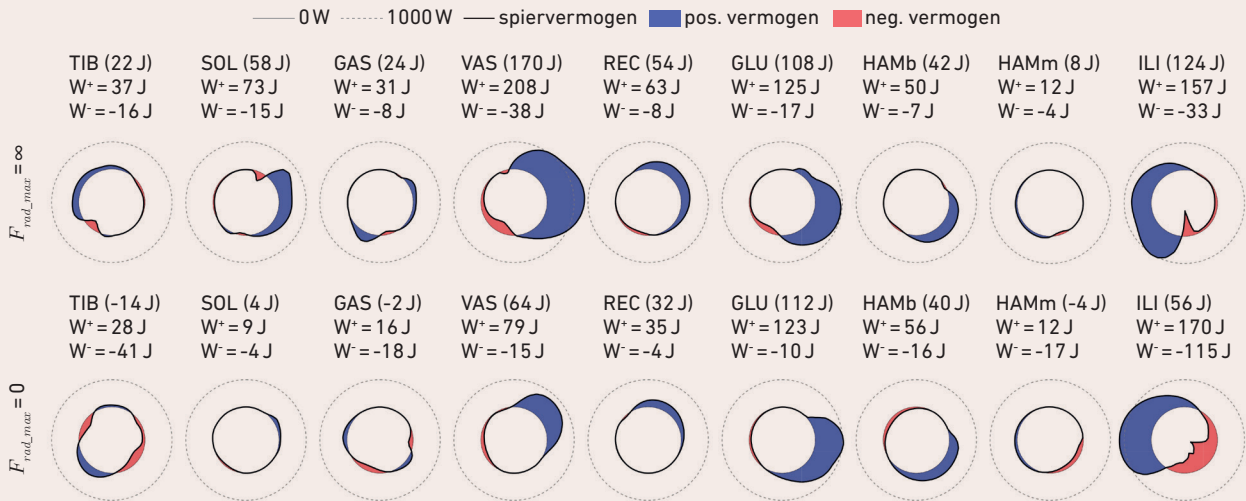 0 W 1000 W spiervermogen pos. vermogen neg. vermogen
TIB (22 J) SOL (58 J) GAS (24 J) VAS (170 J) REC (54 J) GLU (108 J) HAMb (42 J) HAMm (8 J) ILI (124 J)
W⁺ = 37 J W⁺ = 73 J W⁺ = 31 J W⁺ = 208 J W⁺ = 63 J W⁺ = 125 J W⁺ = 50 J W⁺ = 12 J W⁺ = 157 J
W⁻ = -16 J W⁻ = -15 J W⁻ = -8 J W⁻ = -38 J W⁻ = -8 J W⁻ = -17 J W⁻ = -7 J W⁻ = -4 J W⁻ = -33 J
F_rad_max = ∞
TIB (-14 J) SOL (4 J) GAS (-2 J) VAS (64 J) REC (32 J) GLU (112 J) HAMb (40 J) HAMm (-4 J) ILI (56 J)
W⁺ = 28 J W⁺ = 9 J W⁺ = 16 J W⁺ = 79 J W⁺ = 35 J W⁺ = 123 J W⁺ = 56 J W⁺ = 12 J W⁺ = 170 J
W⁻ = -41 J W⁻ = -4 J W⁻ = -18 J W⁻ = -15 J W⁻ = -4 J W⁻ = -10 J W⁻ = -16 J W⁻ = -17 J W⁻ = -115 J
F_rad_max = 0